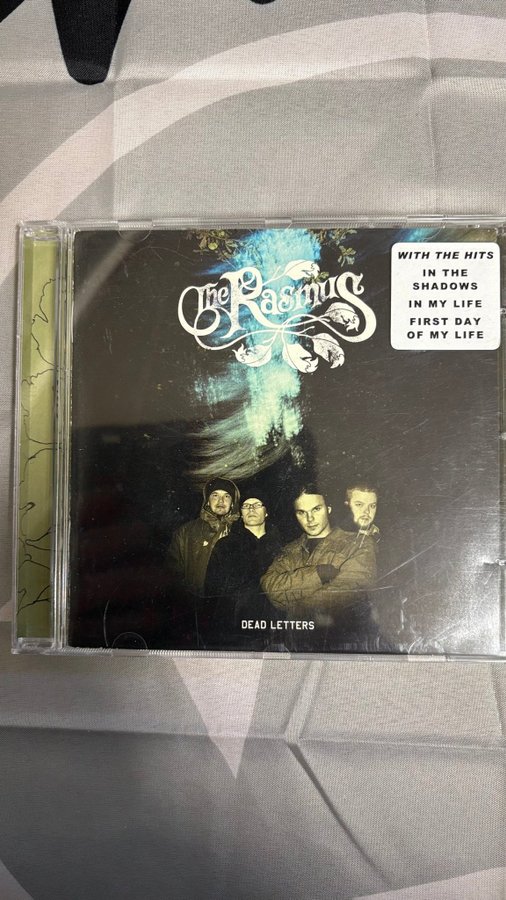 The Rasmus
WITH THE HITS
IN THE
SHADOWS
IN MY LIFE
FIRST DAY
OF MY LIFE
DEAD LETTERS